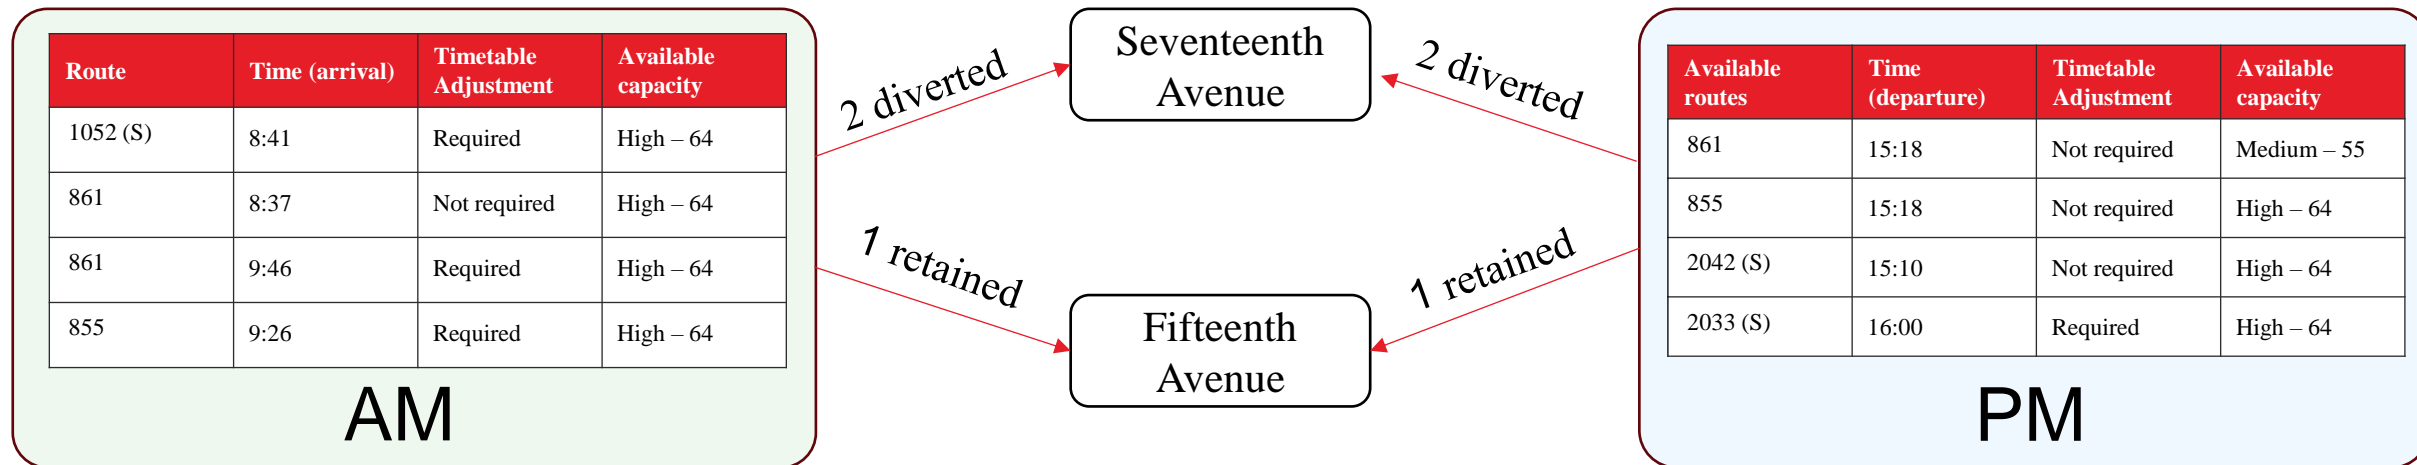 Route Time (arrival) Timetable Adjustment Available capacity
1052 (S) 8:41 Required High – 64
861 8:37 Not required High – 64
861 9:46 Required High – 64
855 9:26 Required High – 64
AM
2 diverted
1 retained
Seventeenth
Avenue
Fifteenth
Avenue
2 diverted
1 retained
Available routes Time (departure) Timetable Adjustment Available capacity
861 15:18 Not required Medium – 55
855 15:18 Not required High – 64
2042 (S) 15:10 Not required High – 64
2033 (S) 16:00 Required High – 64
PM